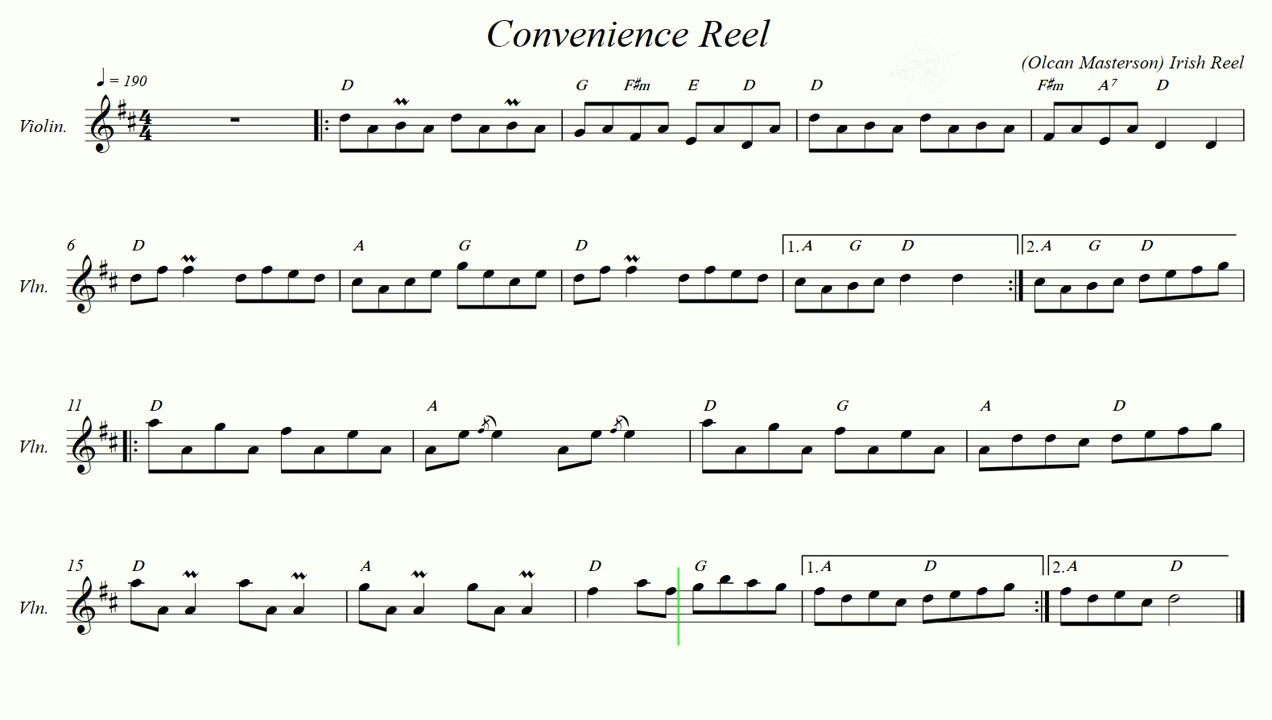 Convenience Reel
(Olcan Masterson) Irish Reel
♩ = 190
D G F#m E D D F#m A7 D
Violin.
6 D A G D 1. A G D 2. A G D
Vln.
11 D A D G A D
Vln.
15 D A D G 1. A D 2. A D
Vln.